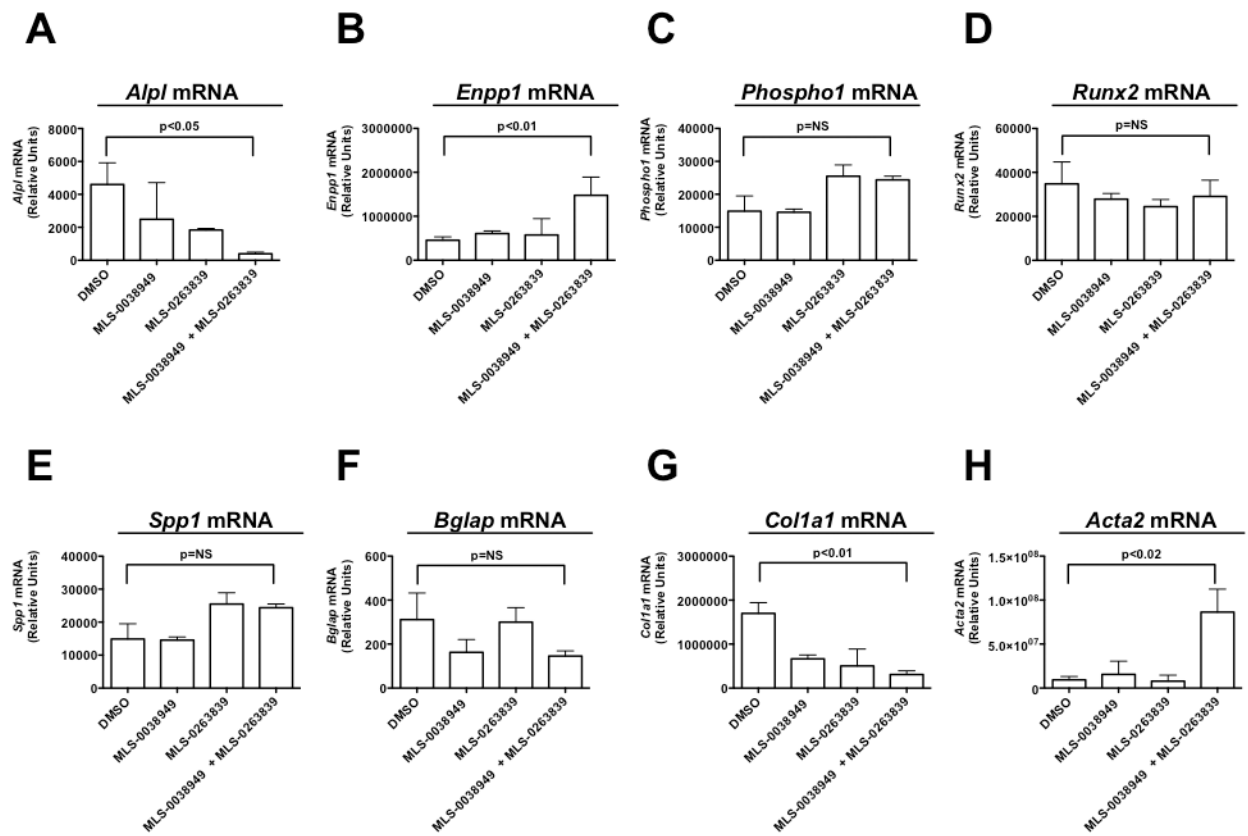 A
B
C
D
Alpl mRNA
Enpp1 mRNA
Phospho1 mRNA
Runx2 mRNA
Alpl mRNA
(Relative Units)
8000
6000
4000
2000
0
p<0.05
DMSO
MLS-0038949
MLS-0263839
MLS-0038949 + MLS-0263839
Enpp1 mRNA
(Relative Units)
3000000
2000000
1000000
0
p<0.01
DMSO
MLS-0038949
MLS-0263839
MLS-0038949 + MLS-0263839
Phospho1 mRNA
(Relative Units)
40000
30000
20000
10000
0
p=NS
DMSO
MLS-0038949
MLS-0263839
MLS-0038949 + MLS-0263839
Runx2 mRNA
(Relative Units)
60000
40000
20000
0
p=NS
DMSO
MLS-0038949
MLS-0263839
MLS-0038949 + MLS-0263839
E
F
G
H
Spp1 mRNA
Bglap mRNA
Col1a1 mRNA
Acta2 mRNA
Spp1 mRNA
(Relative Units)
40000
30000
20000
10000
0
p=NS
DMSO
MLS-0038949
MLS-0263839
MLS-0038949 + MLS-0263839
Bglap mRNA
(Relative Units)
600
400
200
0
p=NS
DMSO
MLS-0038949
MLS-0263839
MLS-0038949 + MLS-0263839
Col1a1 mRNA
(Relative Units)
3000000
2000000
1000000
0
p<0.01
DMSO
MLS-0038949
MLS-0263839
MLS-0038949 + MLS-0263839
Acta2 mRNA
(Relative Units)
1.5×10⁰⁸
1.0×10⁰⁸
5.0×10⁰⁷
0
p<0.02
DMSO
MLS-0038949
MLS-0263839
MLS-0038949 + MLS-0263839